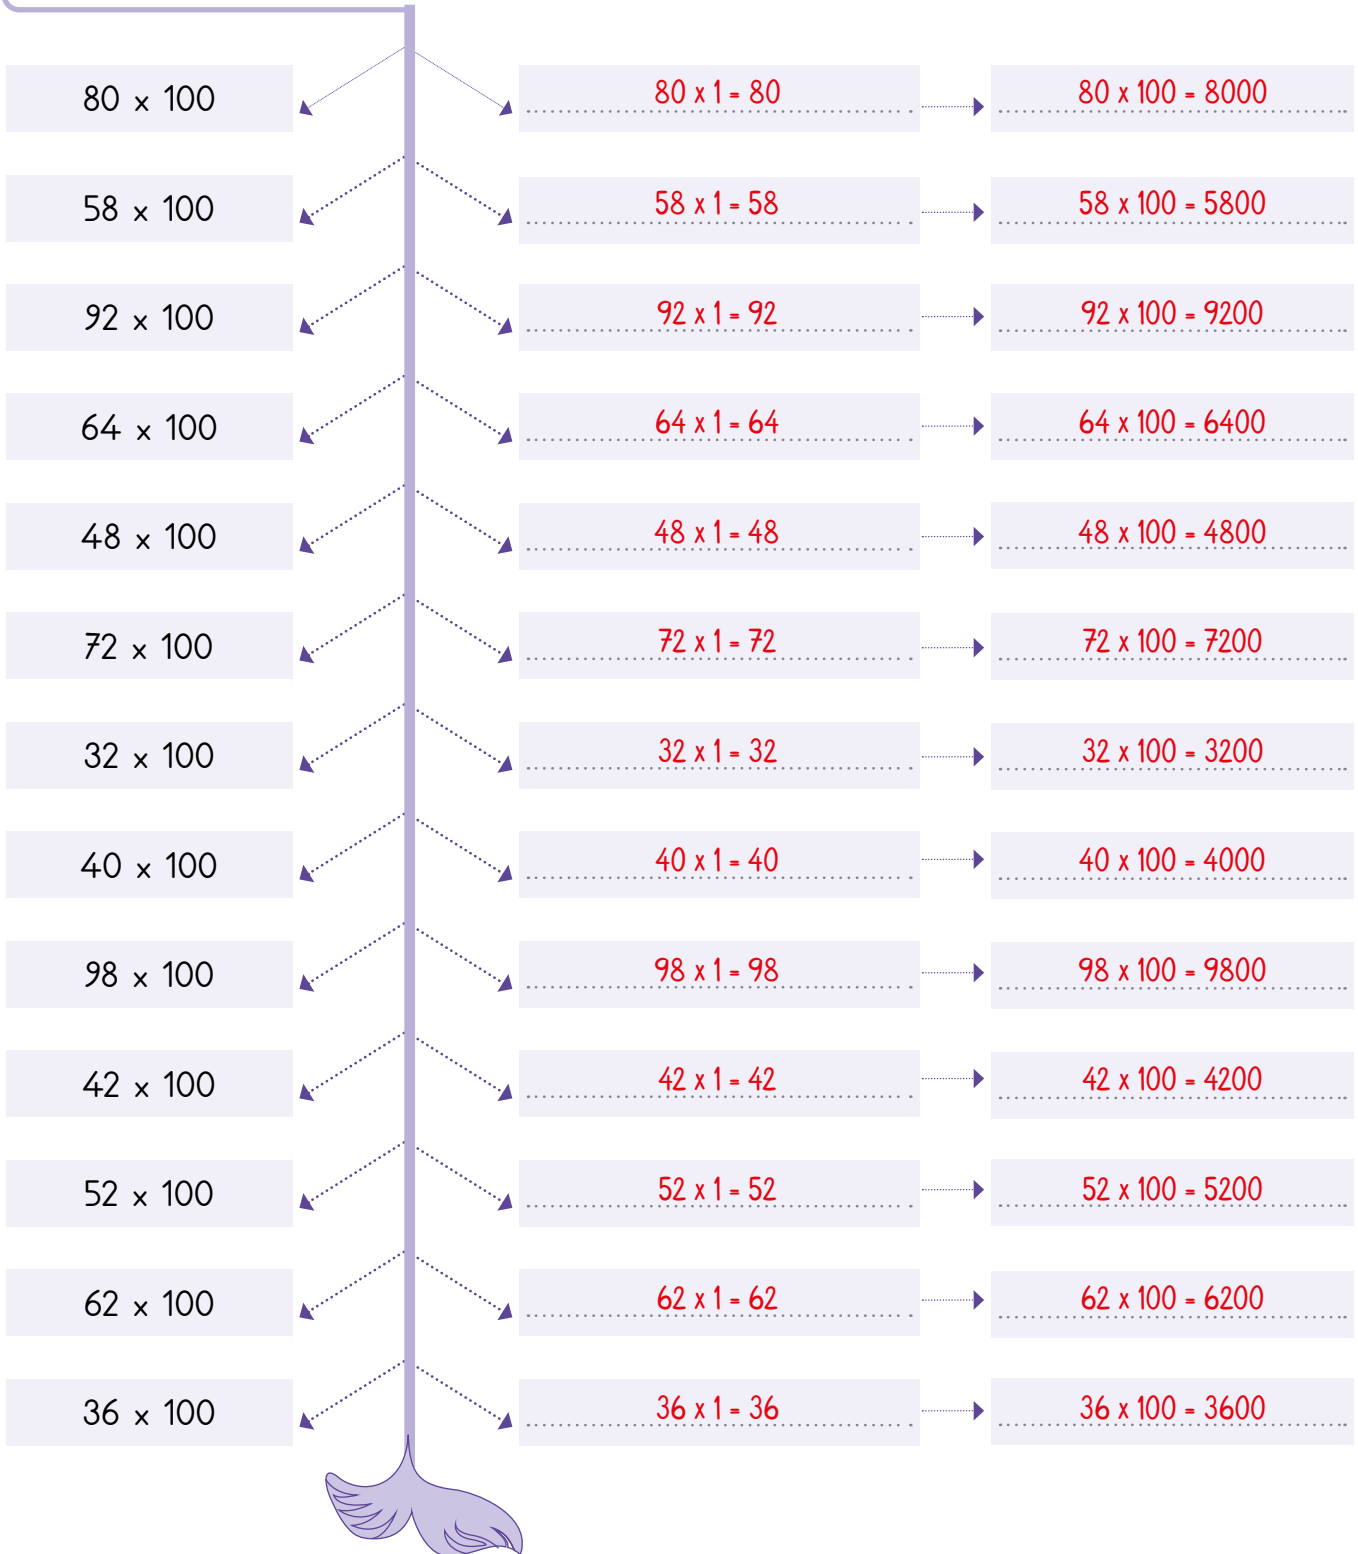 80 x 100 80 x 1 = 80 80 x 100 = 8000
58 x 100 58 x 1 = 58 58 x 100 = 5800
92 x 100 92 x 1 = 92 92 x 100 = 9200
64 x 100 64 x 1 = 64 64 x 100 = 6400
48 x 100 48 x 1 = 48 48 x 100 = 4800
72 x 100 72 x 1 = 72 72 x 100 = 7200
32 x 100 32 x 1 = 32 32 x 100 = 3200
40 x 100 40 x 1 = 40 40 x 100 = 4000
98 x 100 98 x 1 = 98 98 x 100 = 9800
42 x 100 42 x 1 = 42 42 x 100 = 4200
52 x 100 52 x 1 = 52 52 x 100 = 5200
62 x 100 62 x 1 = 62 62 x 100 = 6200
36 x 100 36 x 1 = 36 36 x 100 = 3600